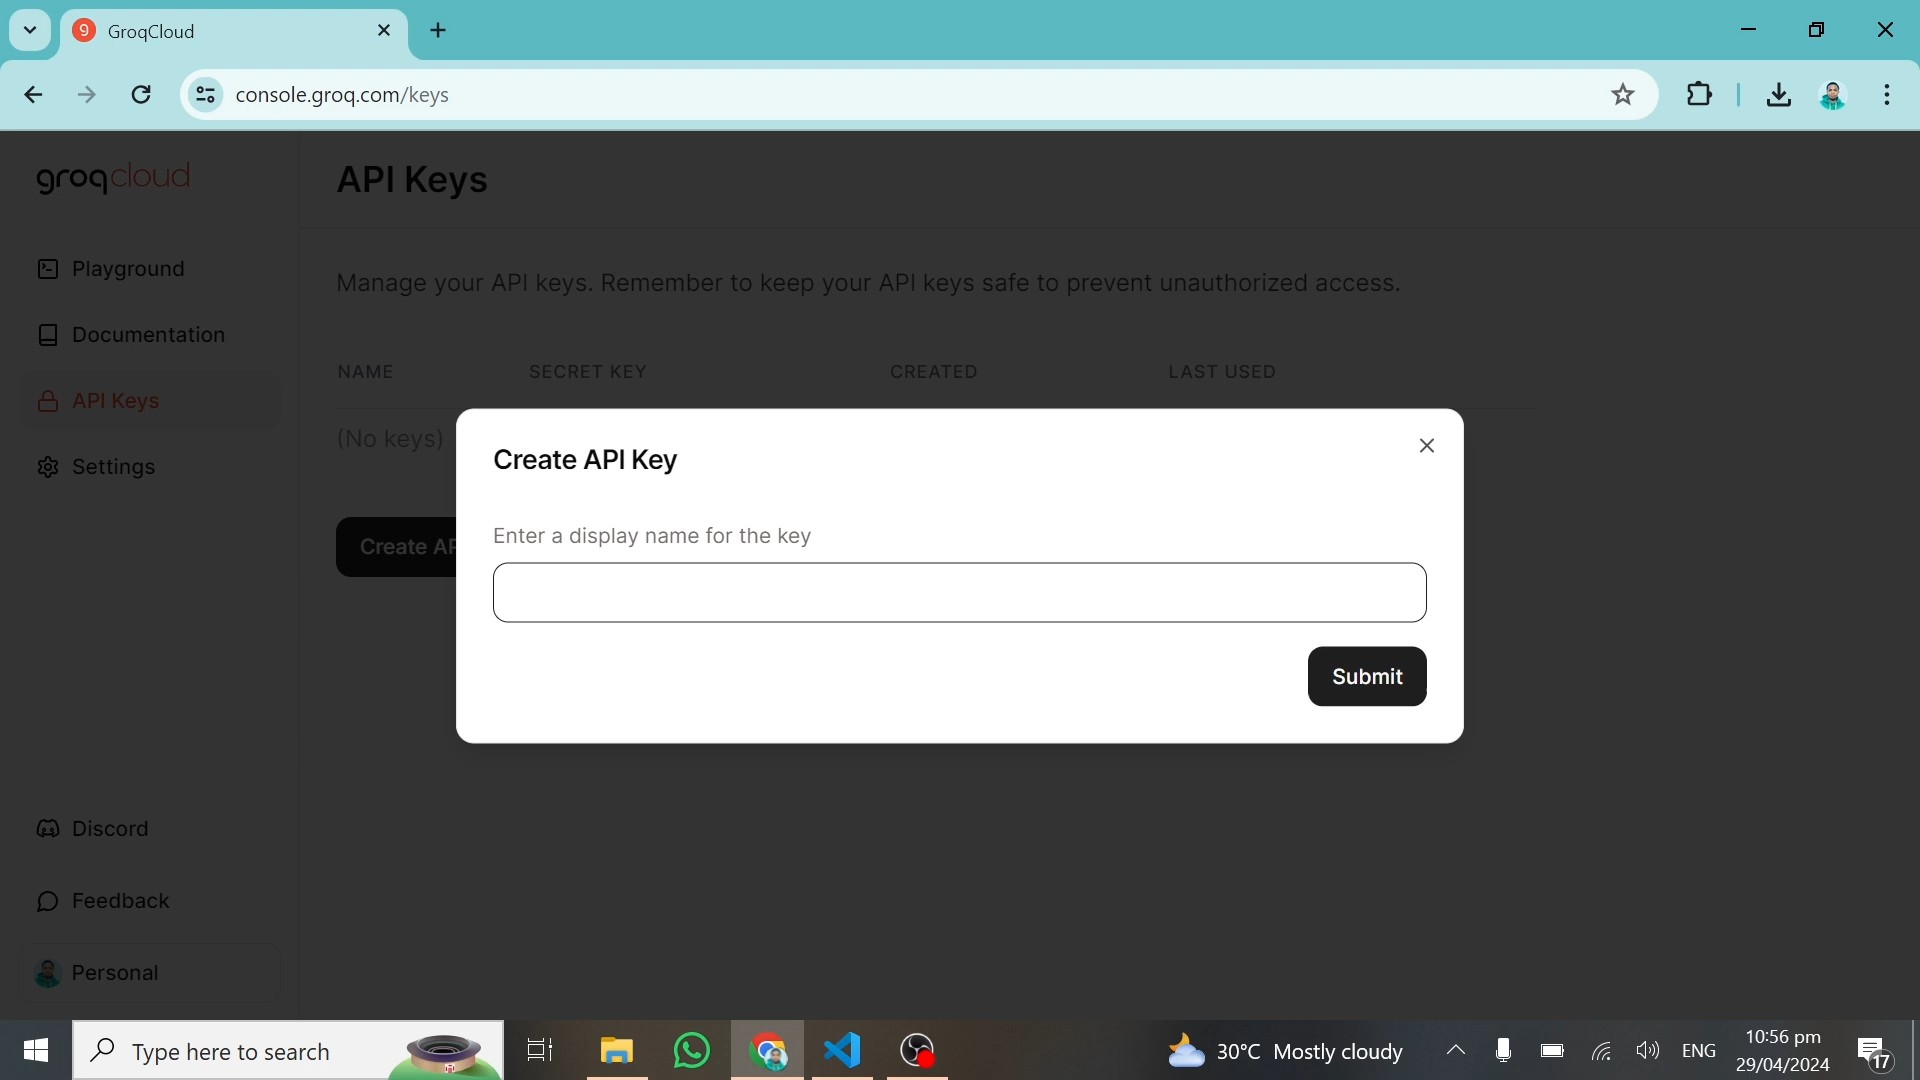 9 GroqCloud
console.groq.com/keys
groqcloud
API Keys
Playground
Manage your API keys. Remember to keep your API keys safe to prevent unauthorized access.
Documentation
NAME SECRET KEY CREATED LAST USED
API Keys
(No keys)
Create API Key
Settings
Enter a display name for the key
Create AP
Submit
Discord
Feedback
Personal
Type here to search
30°C Mostly cloudy
ENG
10:56 pm
29/04/2024
17